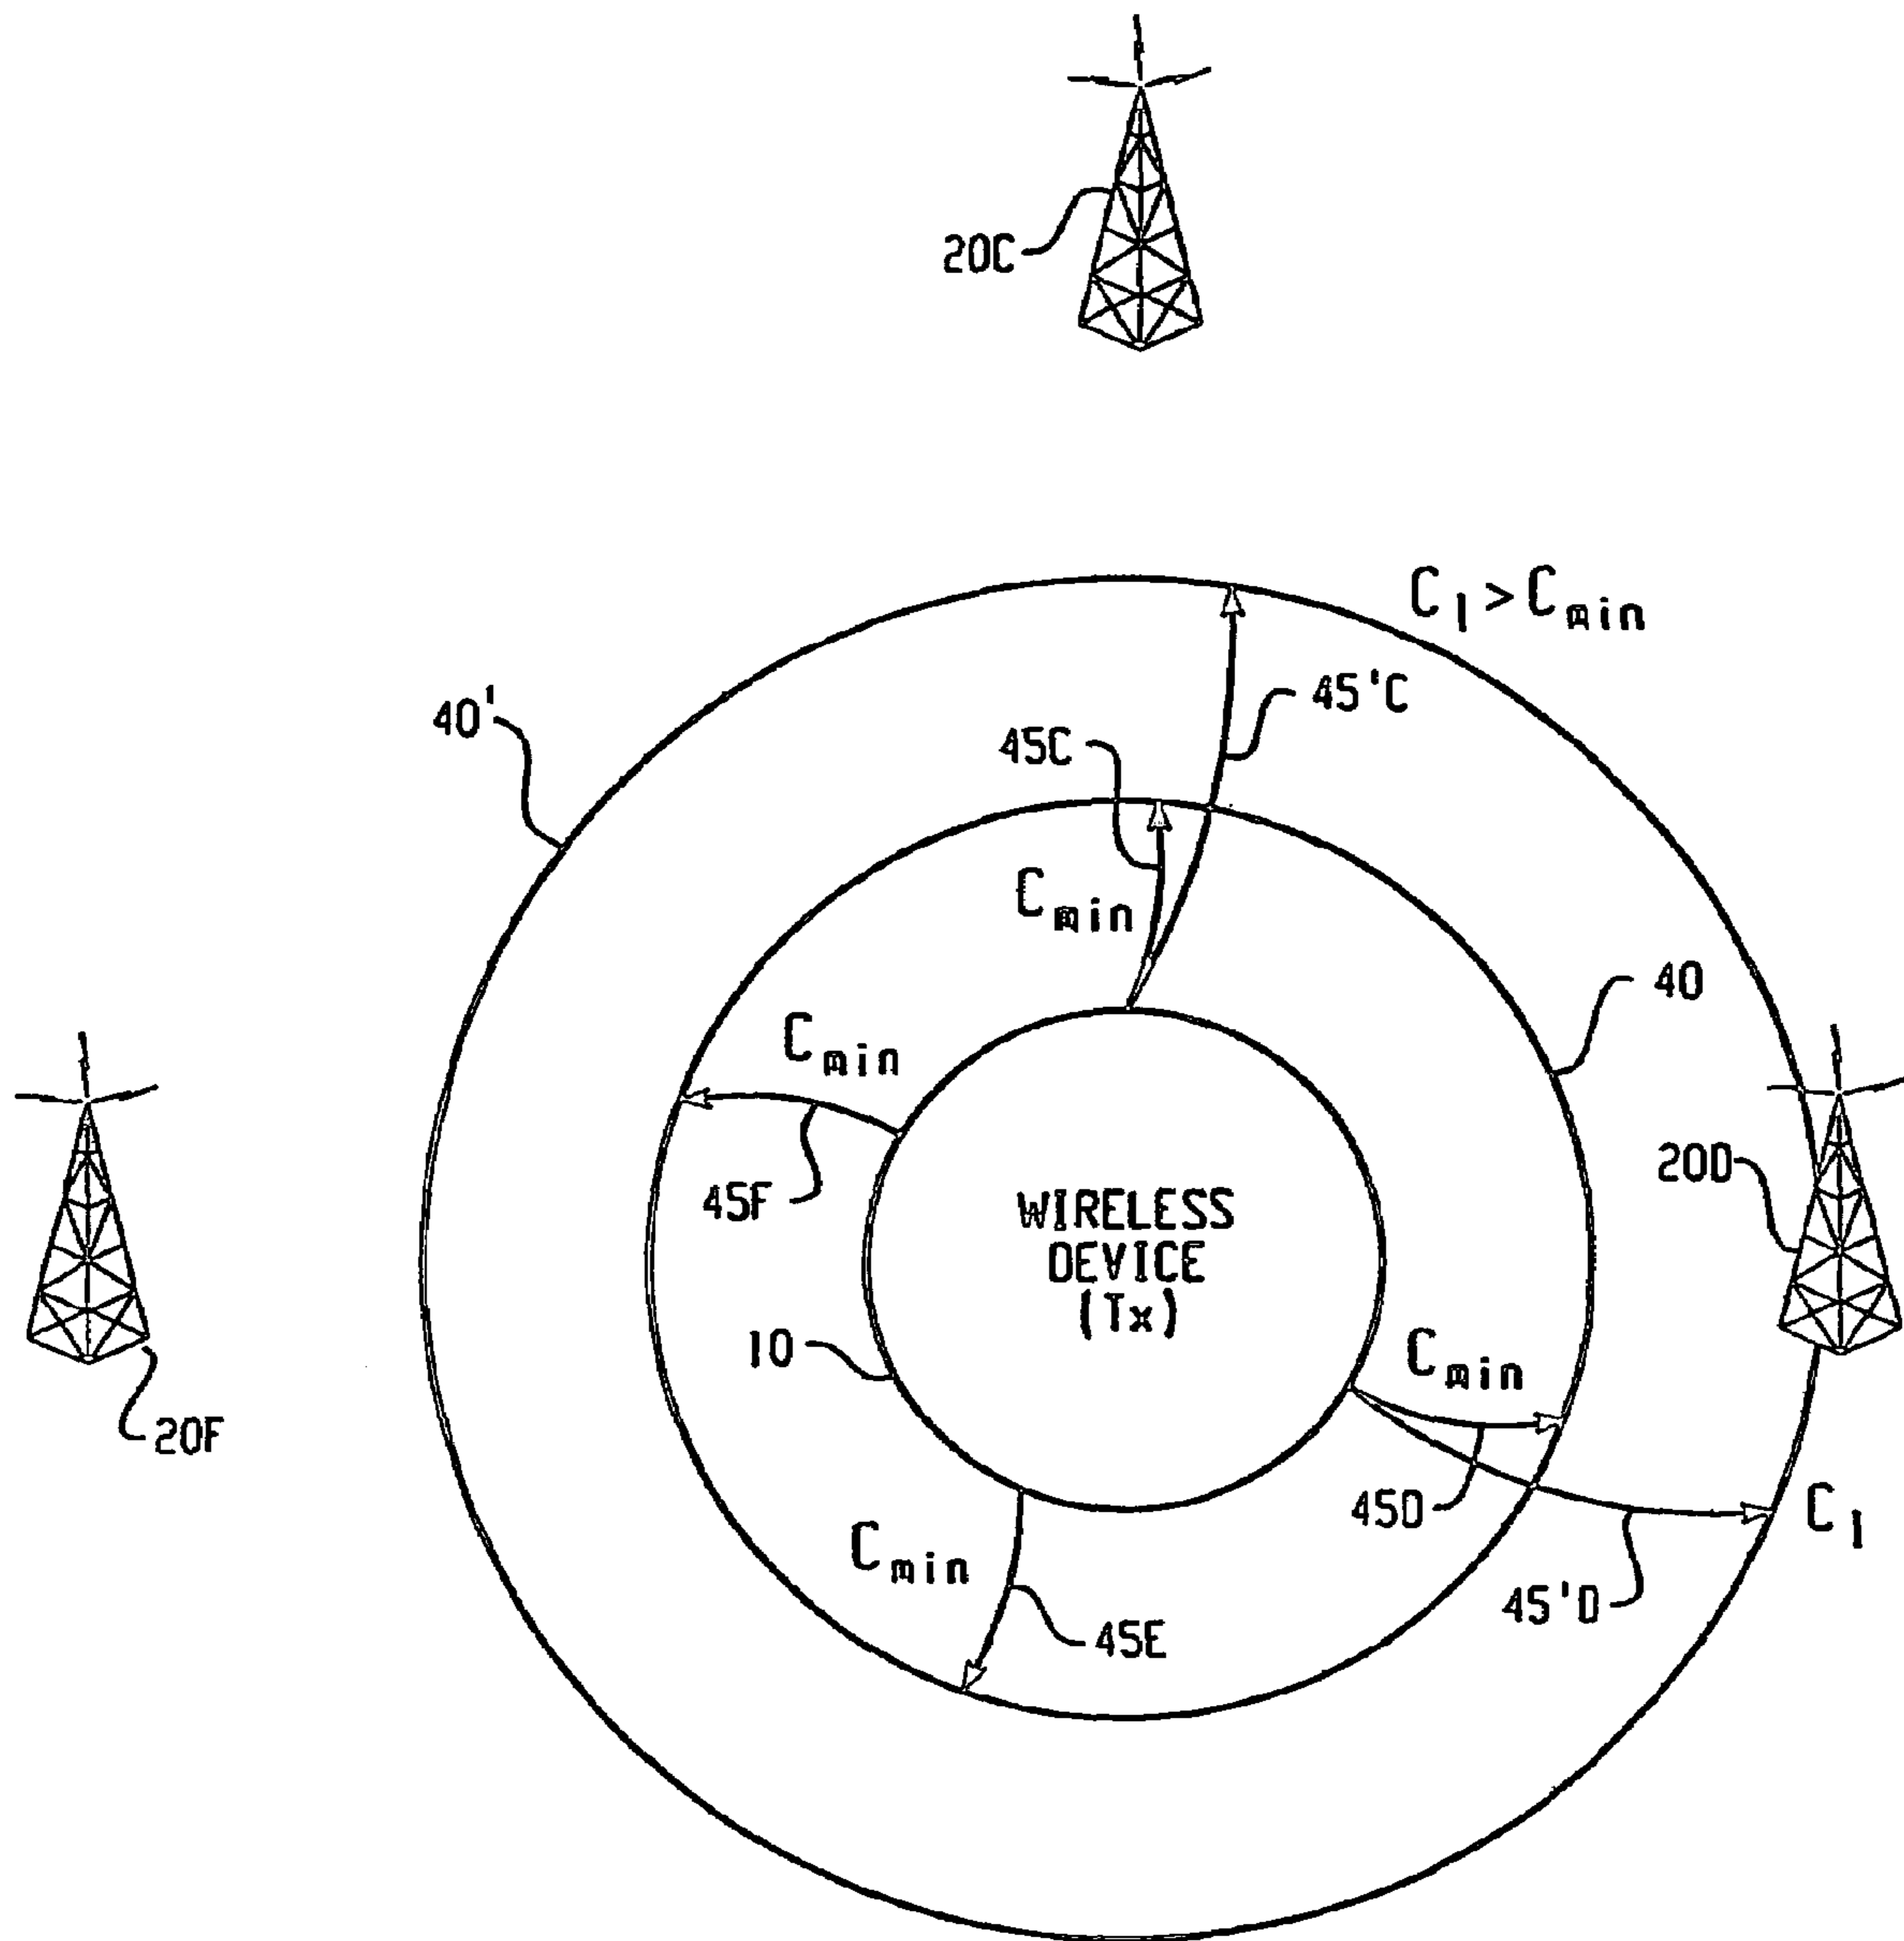 20C
C1 > Cmin
40'
45'C
45C
Cmin
40
Cmin
20D
45F
WIRELESS
DEVICE
(Tx)
10
Cmin
20F
45D
C1
Cmin
45'D
45E